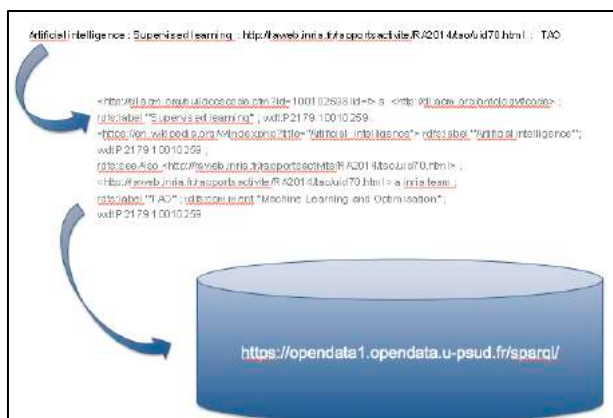 Artificial intelligence : Supervised learning : http://raweb.inria.fr/rapportsactivite/RA2014/tao/uid70.html : TAO
rdfs:label "Supervised learning" ; wdt:P2179 10010259 .
<https://en.wikipedia.org/w/index.php?title="Artificial_intelligence"> rdfs:label "Artificial intelligence" ;
wdt:P2179 10010259 ;
rdfs:seeAlso <http://raweb.inria.fr/rapportsactivite/RA2014/tao/uid70.html> ;
<http://raweb.inria.fr/rapportsactivite/RA2014/tao/uid70.html> a inria:team ;
rdfs:label "TAO" ; rdfs:comment "Machine Learning and Optimisation" ;
wdt:P2179 10010259
https://opendata1.opendata.u-psud.fr/sparql/